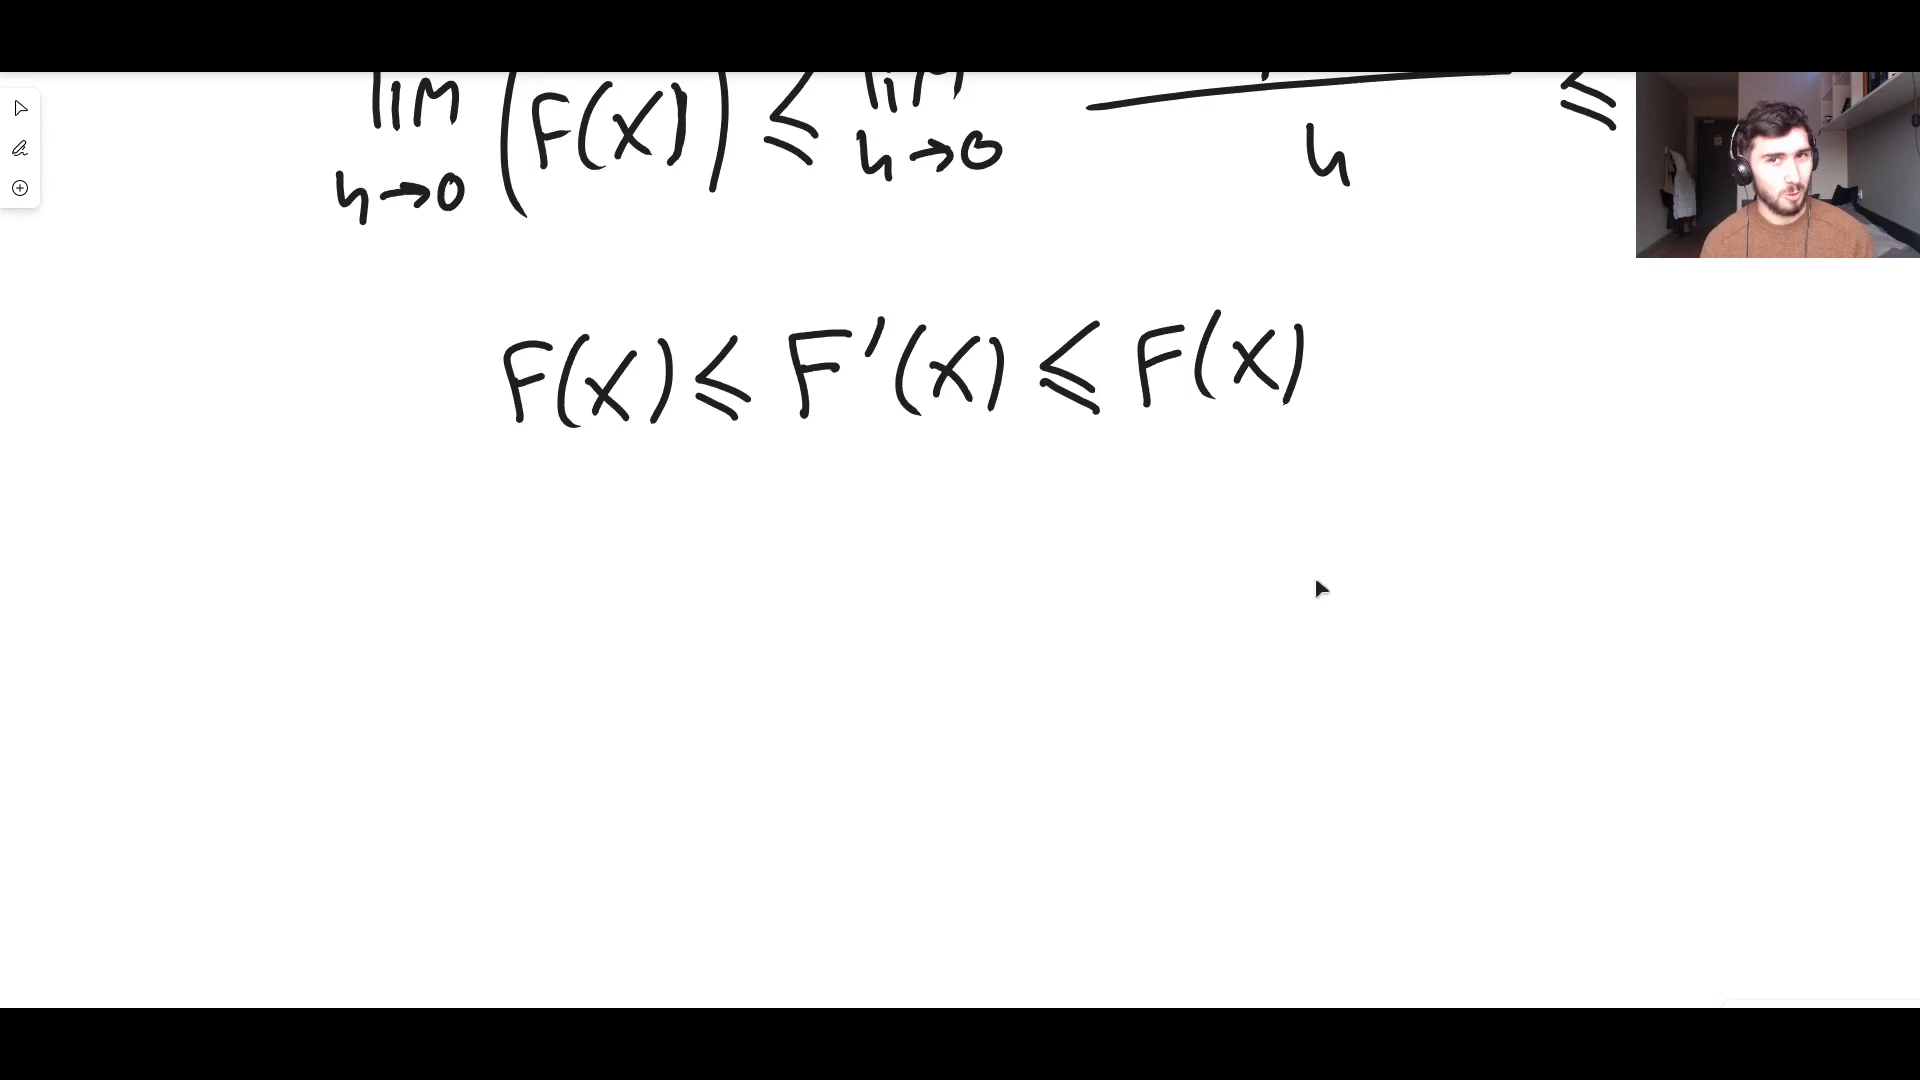 lim (F(x)) ≤ lim h ≤
h→0 h→0
F(x) ≤ F'(x) ≤ F(x)